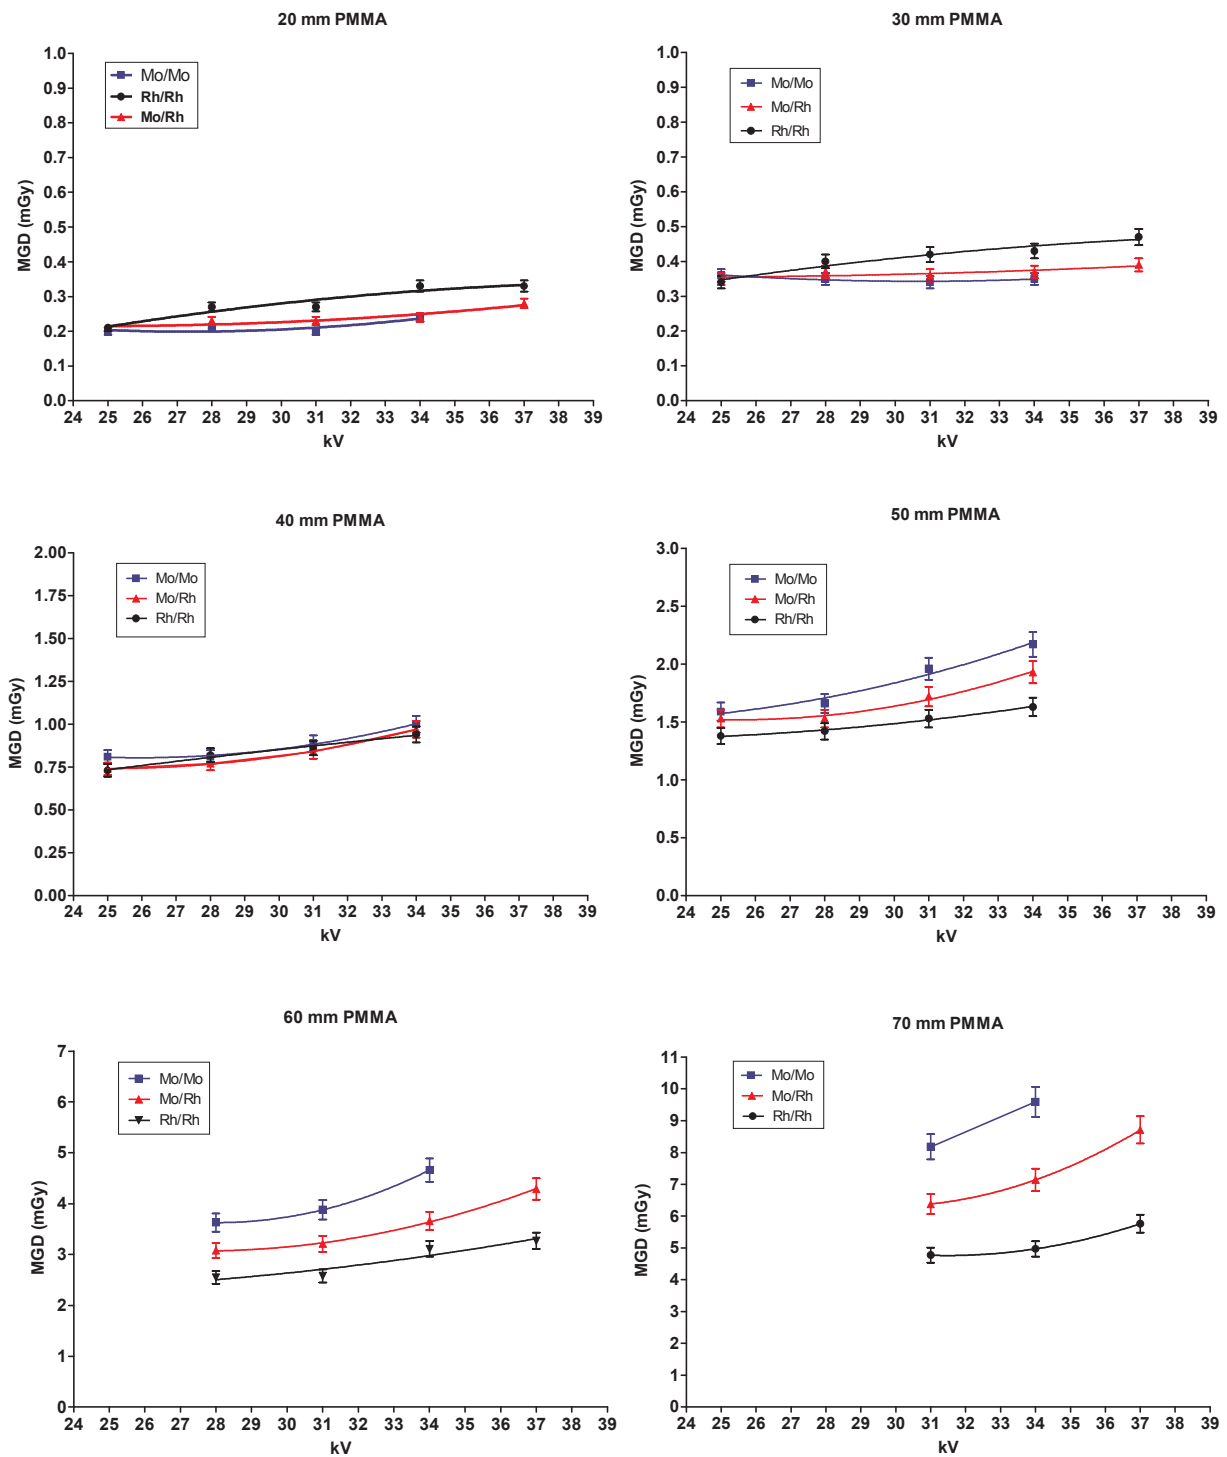 20 mm PMMA
MGD (mGy)
1.0
0.9
0.8
0.7
0.6
0.5
0.4
0.3
0.2
0.1
0.0
Mo/Mo
Rh/Rh
Mo/Rh
24 25 26 27 28 29 30 31 32 33 34 35 36 37 38 39
kV
30 mm PMMA
MGD (mGy)
1.0
0.9
0.8
0.7
0.6
0.5
0.4
0.3
0.2
0.1
0.0
Mo/Mo
Mo/Rh
Rh/Rh
24 25 26 27 28 29 30 31 32 33 34 35 36 37 38 39
kV
40 mm PMMA
MGD (mGy)
2.00
1.75
1.50
1.25
1.00
0.75
0.50
0.25
0.00
Mo/Mo
Mo/Rh
Rh/Rh
24 25 26 27 28 29 30 31 32 33 34 35 36 37 38 39
kV
50 mm PMMA
MGD (mGy)
3.0
2.5
2.0
1.5
1.0
0.5
0.0
Mo/Mo
Mo/Rh
Rh/Rh
24 25 26 27 28 29 30 31 32 33 34 35 36 37 38 39
kV
60 mm PMMA
MGD (mGy)
7
6
5
4
3
2
1
0
Mo/Mo
Mo/Rh
Rh/Rh
24 25 26 27 28 29 30 31 32 33 34 35 36 37 38 39
kV
70 mm PMMA
MGD (mGy)
11
10
9
8
7
6
5
4
3
2
1
0
Mo/Mo
Mo/Rh
Rh/Rh
24 25 26 27 28 29 30 31 32 33 34 35 36 37 38 39
kV